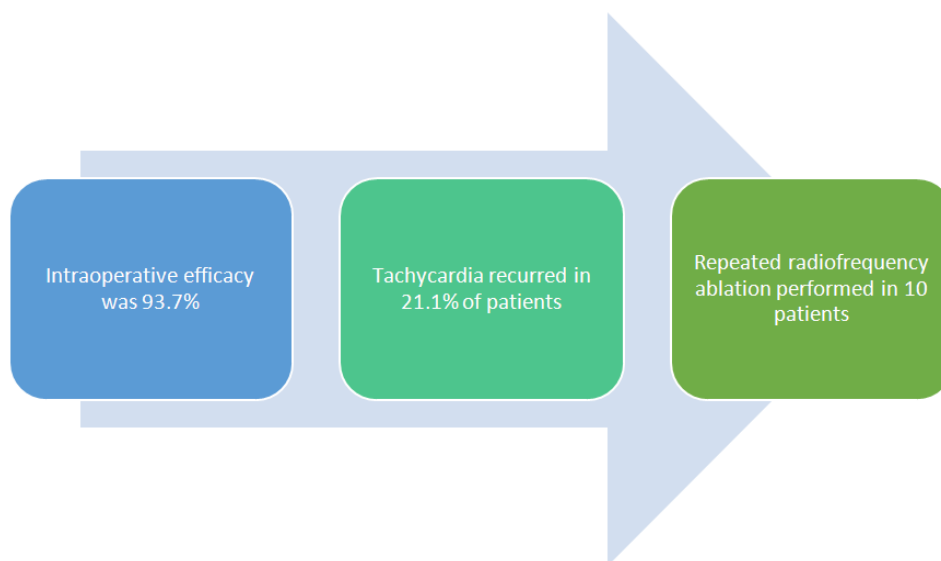 Intraoperative efficacy
was 93.7%
Tachycardia recurred in
21.1% of patients
Repeated radiofrequency
ablation performed in 10
patients